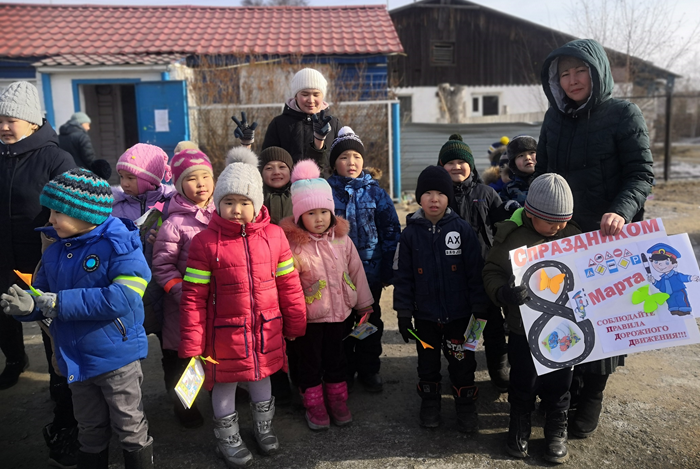 С ПРАЗДНИКОМ
8 Марта
СОБЛЮДАЙТЕ
ПРАВИЛА
ДОРОЖНОГО
ДВИЖЕНИЯ!!!
AX